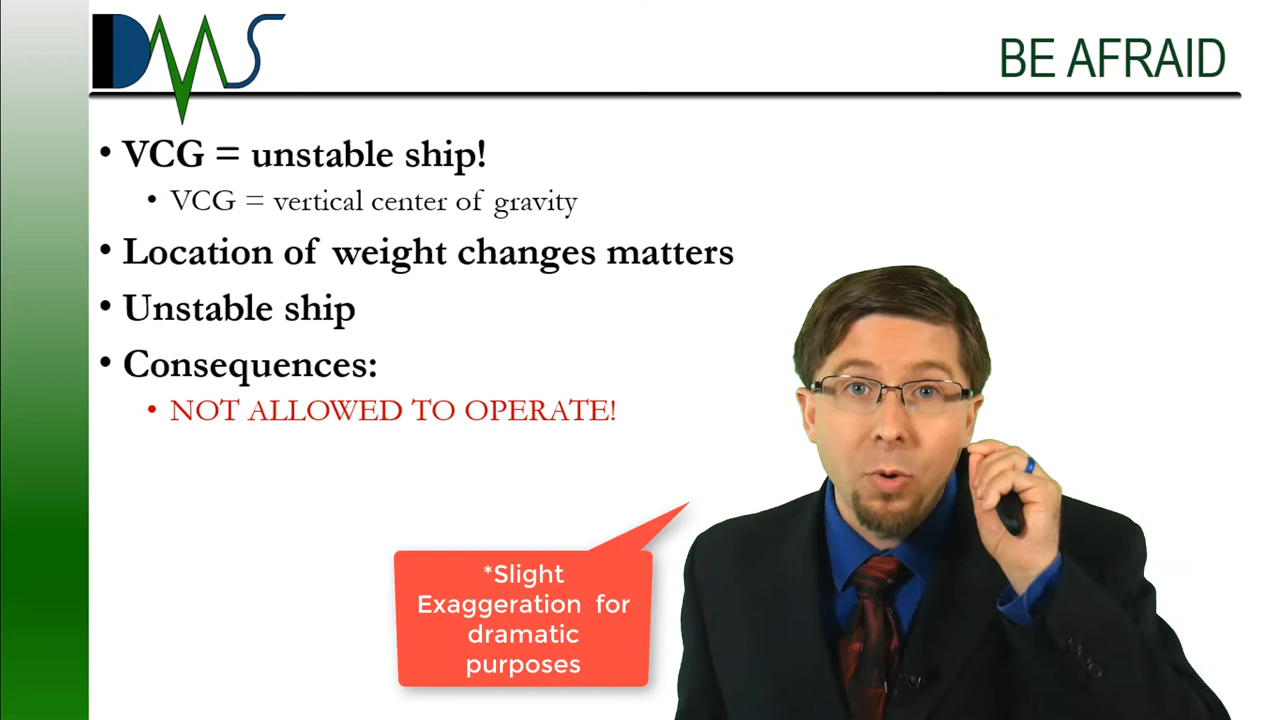 DMS
BE AFRAID
• VCG = unstable ship!
• VCG = vertical center of gravity
• Location of weight changes matters
• Unstable ship
• Consequences:
• NOT ALLOWED TO OPERATE!
*Slight
Exaggeration for
dramatic
purposes